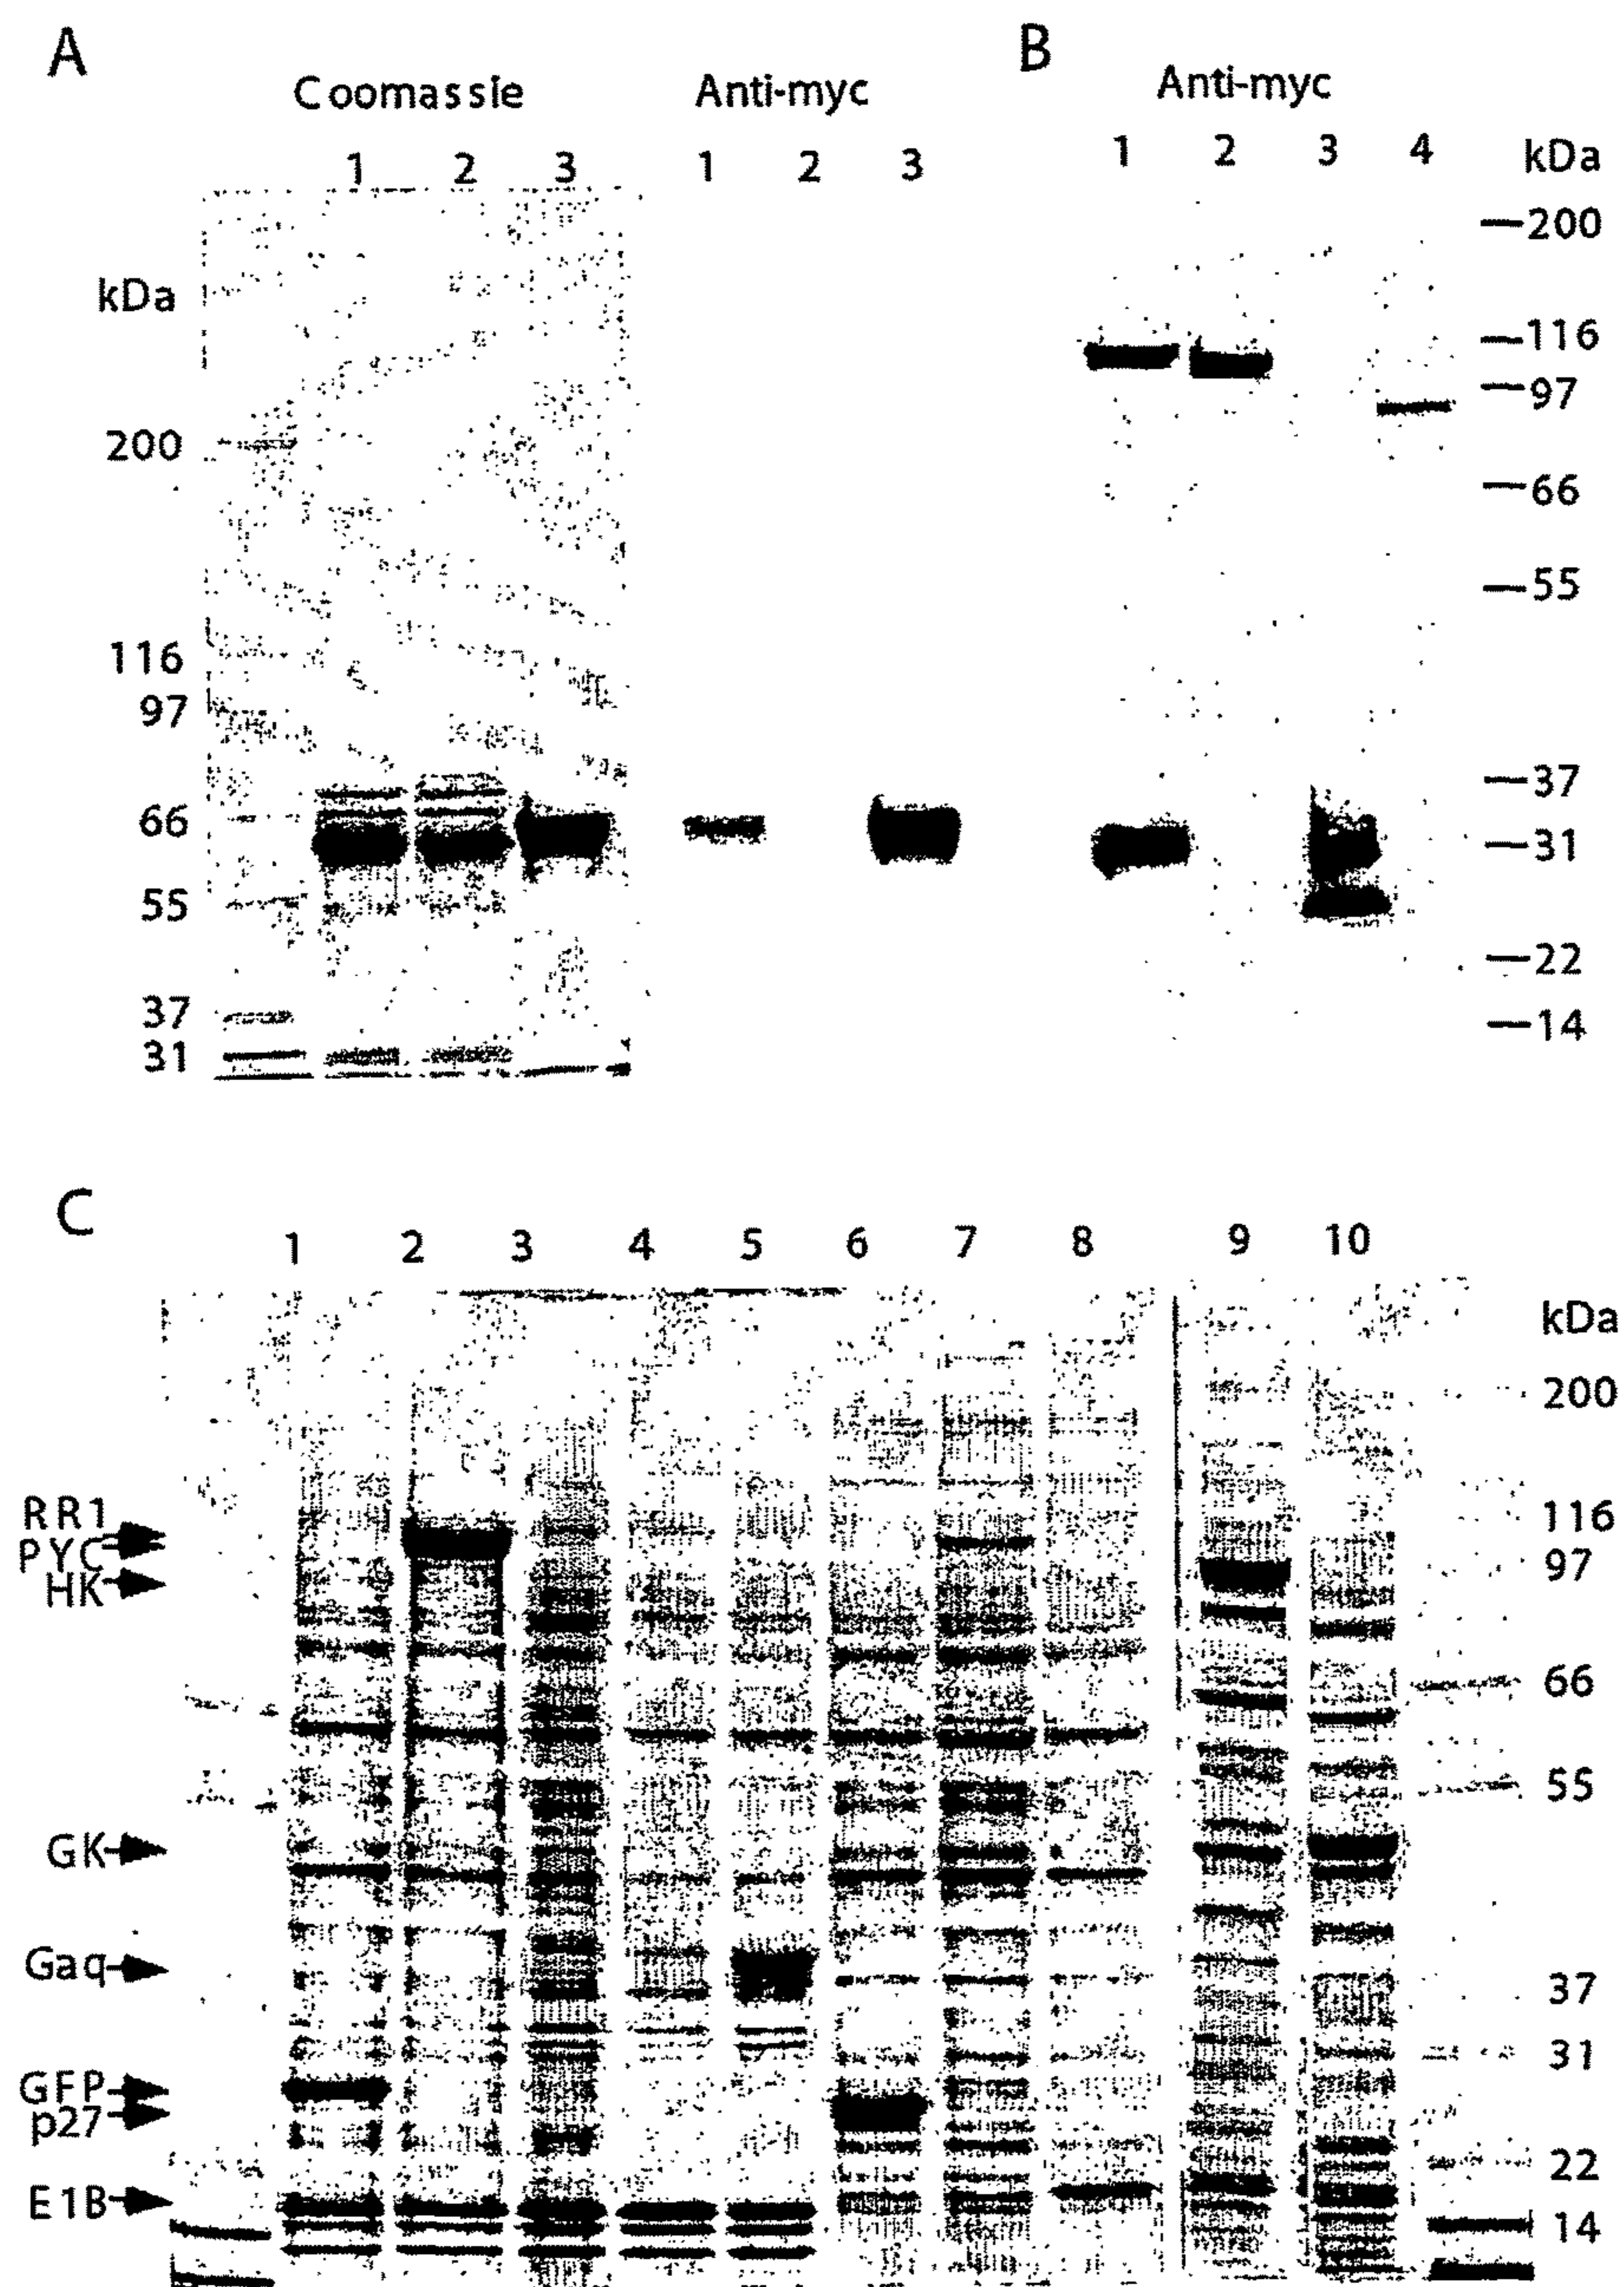 A
B
Coomassie
Anti-myc
Anti-myc
1 2 3
1 2 3
1 2 3 4
kDa
kDa
200
116
97
66
55
37
31
200
116
97
66
55
37
31
22
14
C
1 2 3 4 5 6 7 8 9 10
kDa
RR1
PYC
HK
GK
Gaq
GFP
p27
E1B
200
116
97
66
55
37
31
22
14